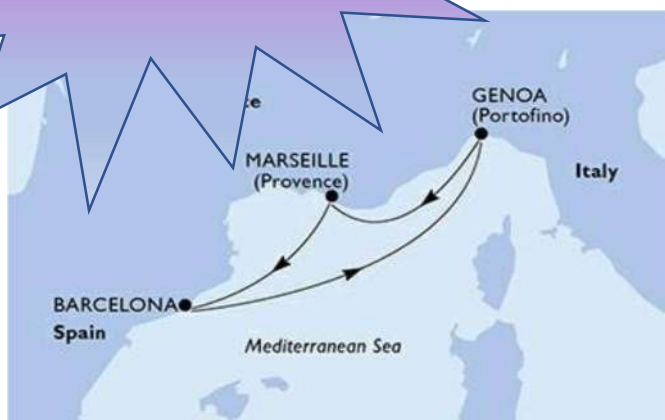 GENOA
(Portofino)
MARSEILLE
(Provence)
Italy
BARCELONA
Spain
Mediterranean Sea